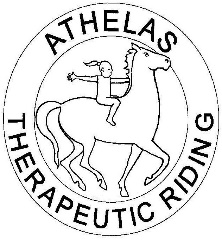 ATHELAS
THERAPEUTIC RIDING